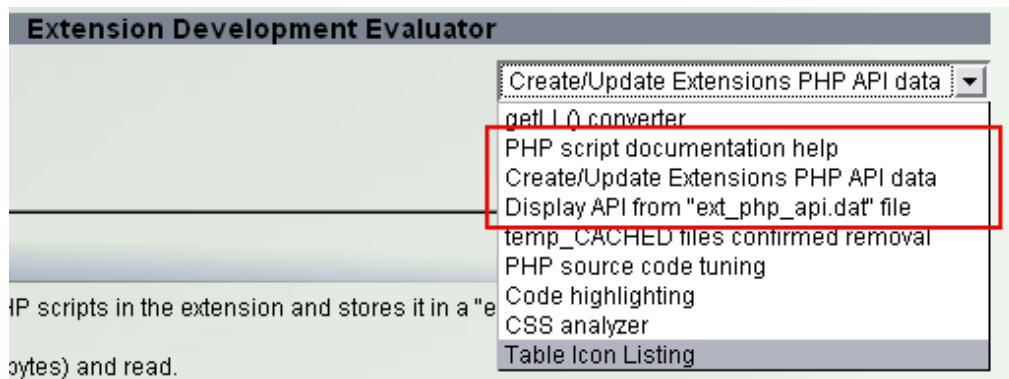 Extension Development Evaluator
Create/Update Extensions PHP API data
getLL() converter
PHP script documentation help
Create/Update Extensions PHP API data
Display API from "ext_php_api.dat" file
temp_CACHED files confirmed removal
PHP source code tuning
Code highlighting
CSS analyzer
Table Icon Listing
HP scripts in the extension and stores it in a "e
bytes) and read.